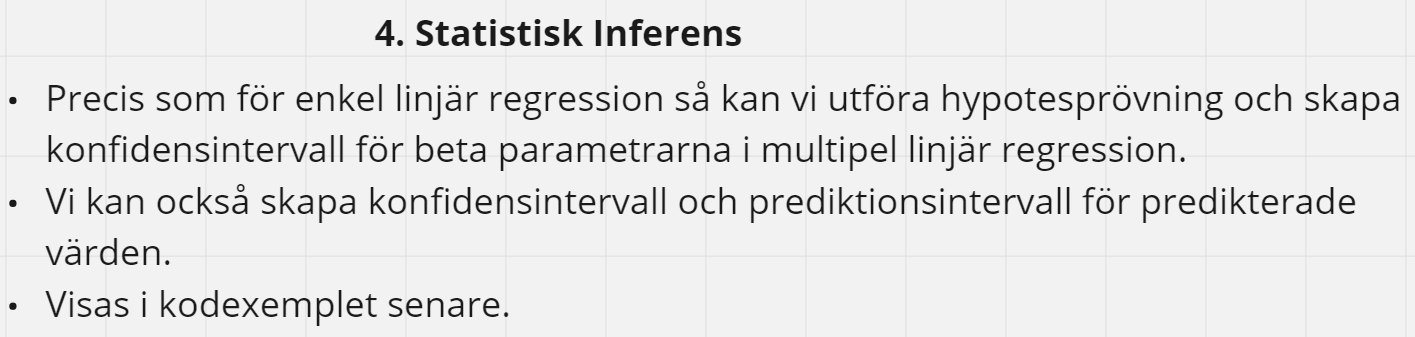 4. Statistisk Inferens
• Precis som för enkel linjär regression så kan vi utföra hypotesprövning och skapa
konfidensintervall för beta parametrarna i multipel linjär regression.
• Vi kan också skapa konfidensintervall och prediktionsintervall för predikterade
värden.
• Visas i kodexemplet senare.